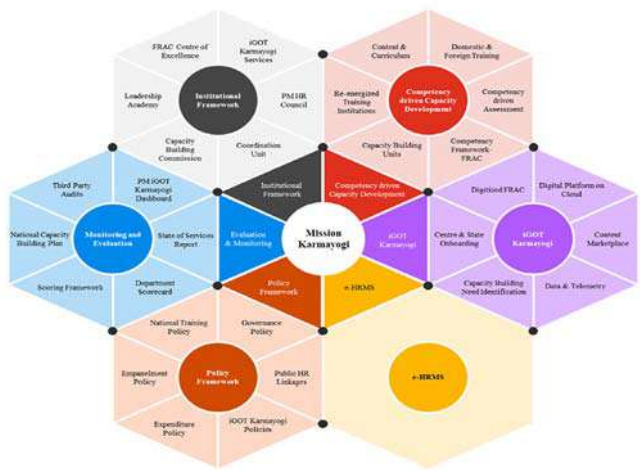 FRAC Centre of
Excellence
iGOT
Karmayogi
Services
Leadership
Academy
Institutional
Framework
PM HR
Council
Capacity
Building
Commission
Coordination
Unit
Content &
Curriculum
Domestic &
Foreign Training
Re-energized
Training
Institutions
Competency
driven Capacity
Development
Competency
driven
Assessment
Capacity Building
Units
Competency
Framework-
FRAC
Third Party
Audits
PM iGOT
Karmayogi
Dashboard
National Capacity
Building Plan
Monitoring and
Evaluation
State of Services
Report
Scoring Framework
Department
Scorecard
Institutional
Framework
Competency driven
Capacity Development
Evaluation
& Monitoring
Mission
Karmayogi
iGOT
Karmayogi
Policy
Framework
e-HRMS
Digitized FRAC
Digital Platform on
Cloud
Centre & State
Onboarding
iGOT
Karmayogi
Content
Marketplace
Capacity Building
Need Identification
Data & Telemetry
National Training
Policy
Governance
Policy
Empanelment
Policy
Policy
Framework
Public HR
Linkages
Expenditure
Policy
iGOT Karmayogi
Policies
e-HRMS